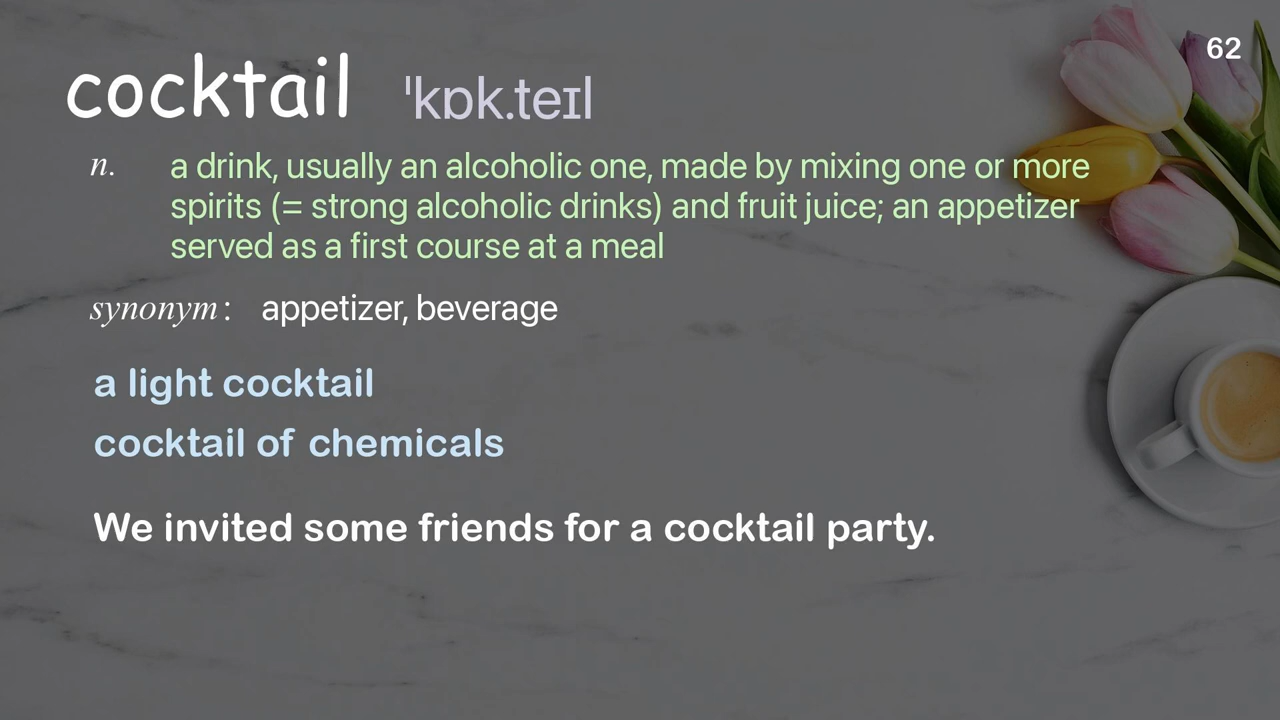 62
cocktail ˈkɒk.teɪl
n. a drink, usually an alcoholic one, made by mixing one or more
spirits (= strong alcoholic drinks) and fruit juice; an appetizer
served as a first course at a meal
synonym: appetizer, beverage
a light cocktail
cocktail of chemicals
We invited some friends for a cocktail party.